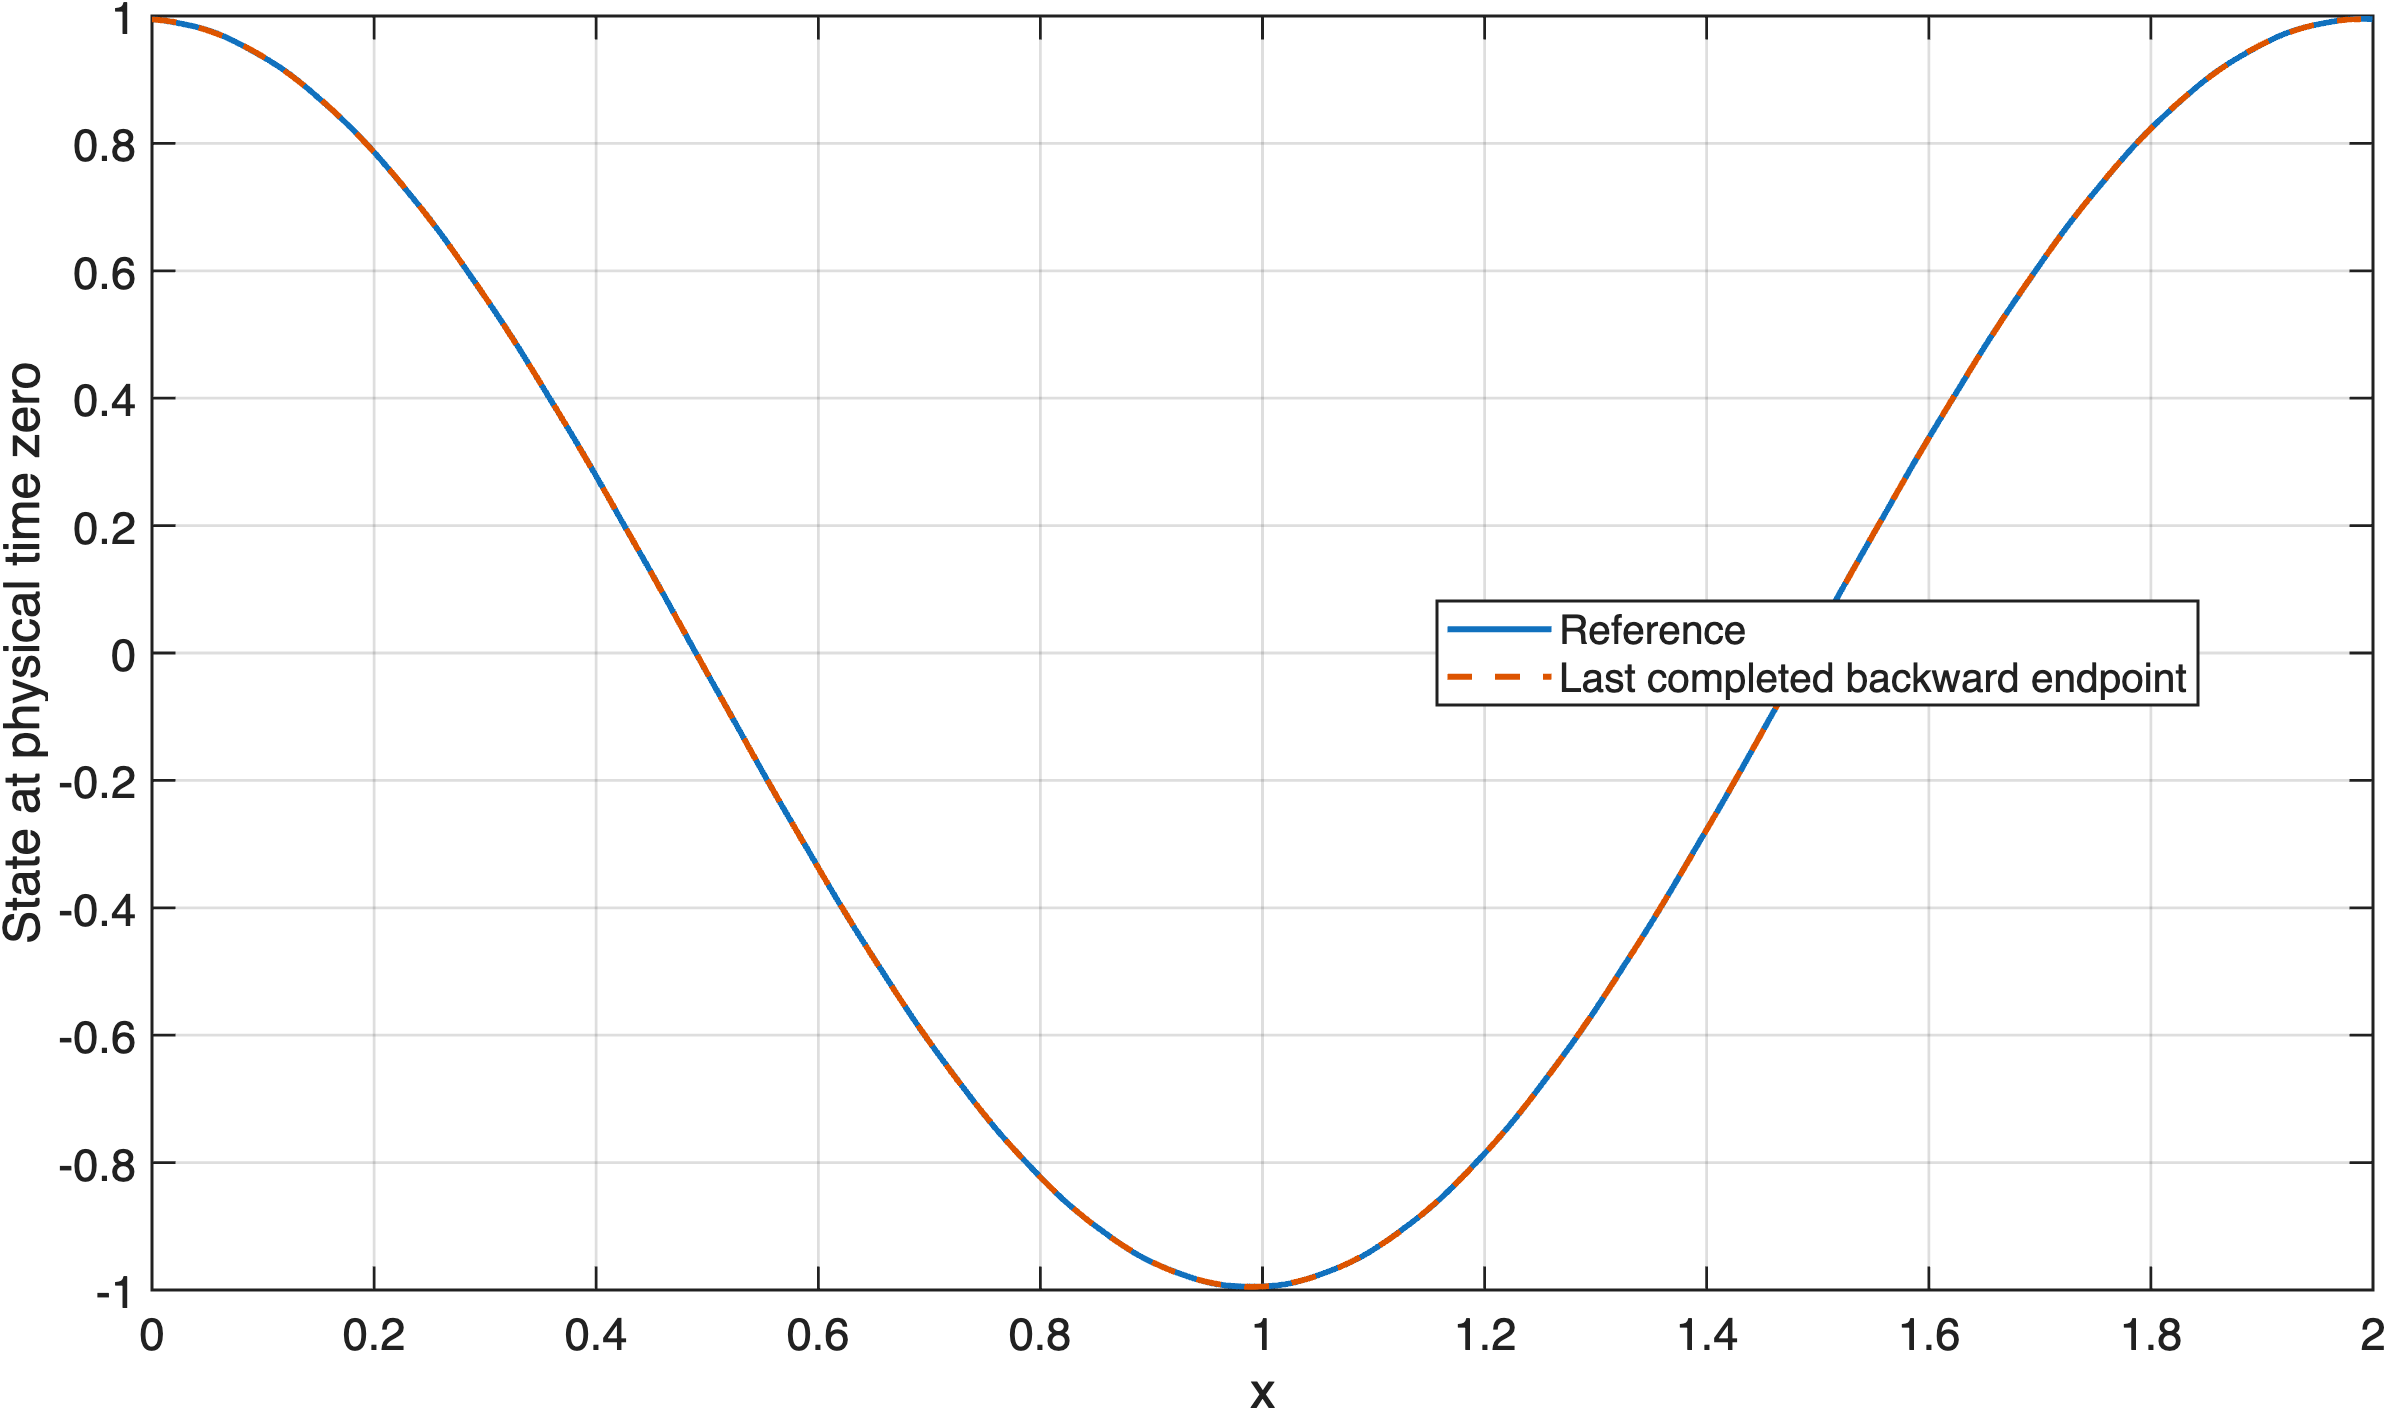 State at physical time zero
1
0.8
0.6
0.4
0.2
0
-0.2
-0.4
-0.6
-0.8
-1
Reference
Last completed backward endpoint
0 0.2 0.4 0.6 0.8 1 1.2 1.4 1.6 1.8 2
x